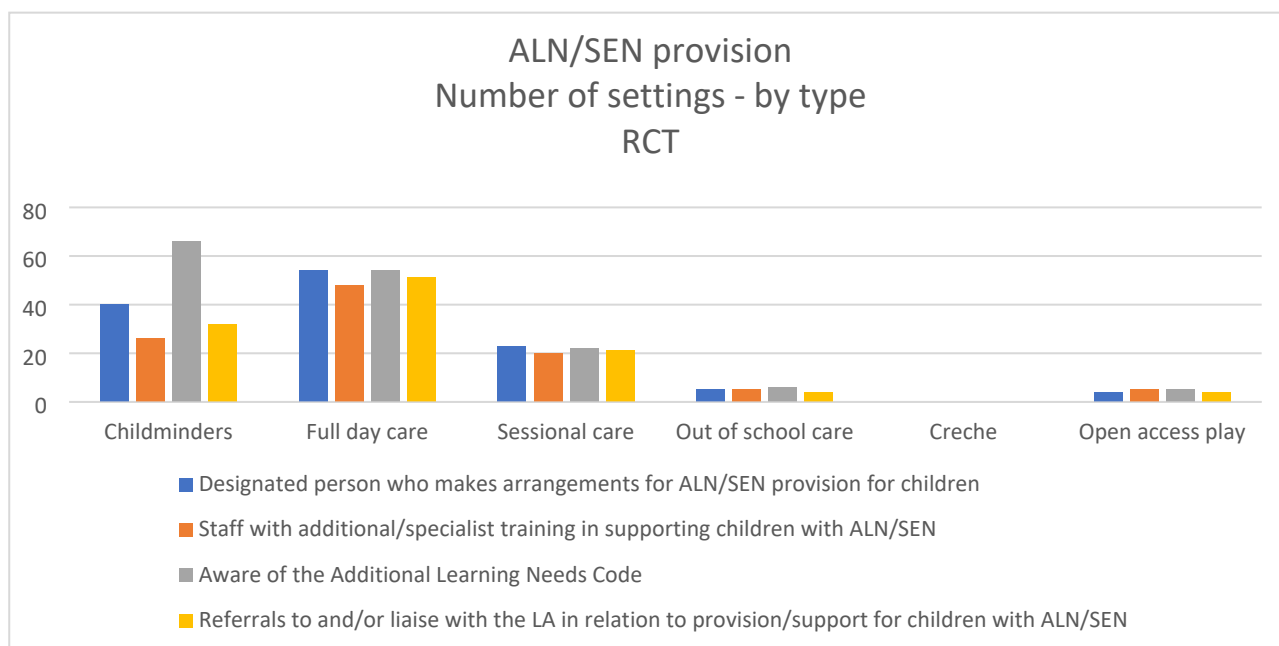 ALN/SEN provision
Number of settings - by type
RCT
80
60
40
20
0
Childminders
Full day care
Sessional care
Out of school care
Creche
Open access play
Designated person who makes arrangements for ALN/SEN provision for children
Staff with additional/specialist training in supporting children with ALN/SEN
Aware of the Additional Learning Needs Code
Referrals to and/or liaise with the LA in relation to provision/support for children with ALN/SEN